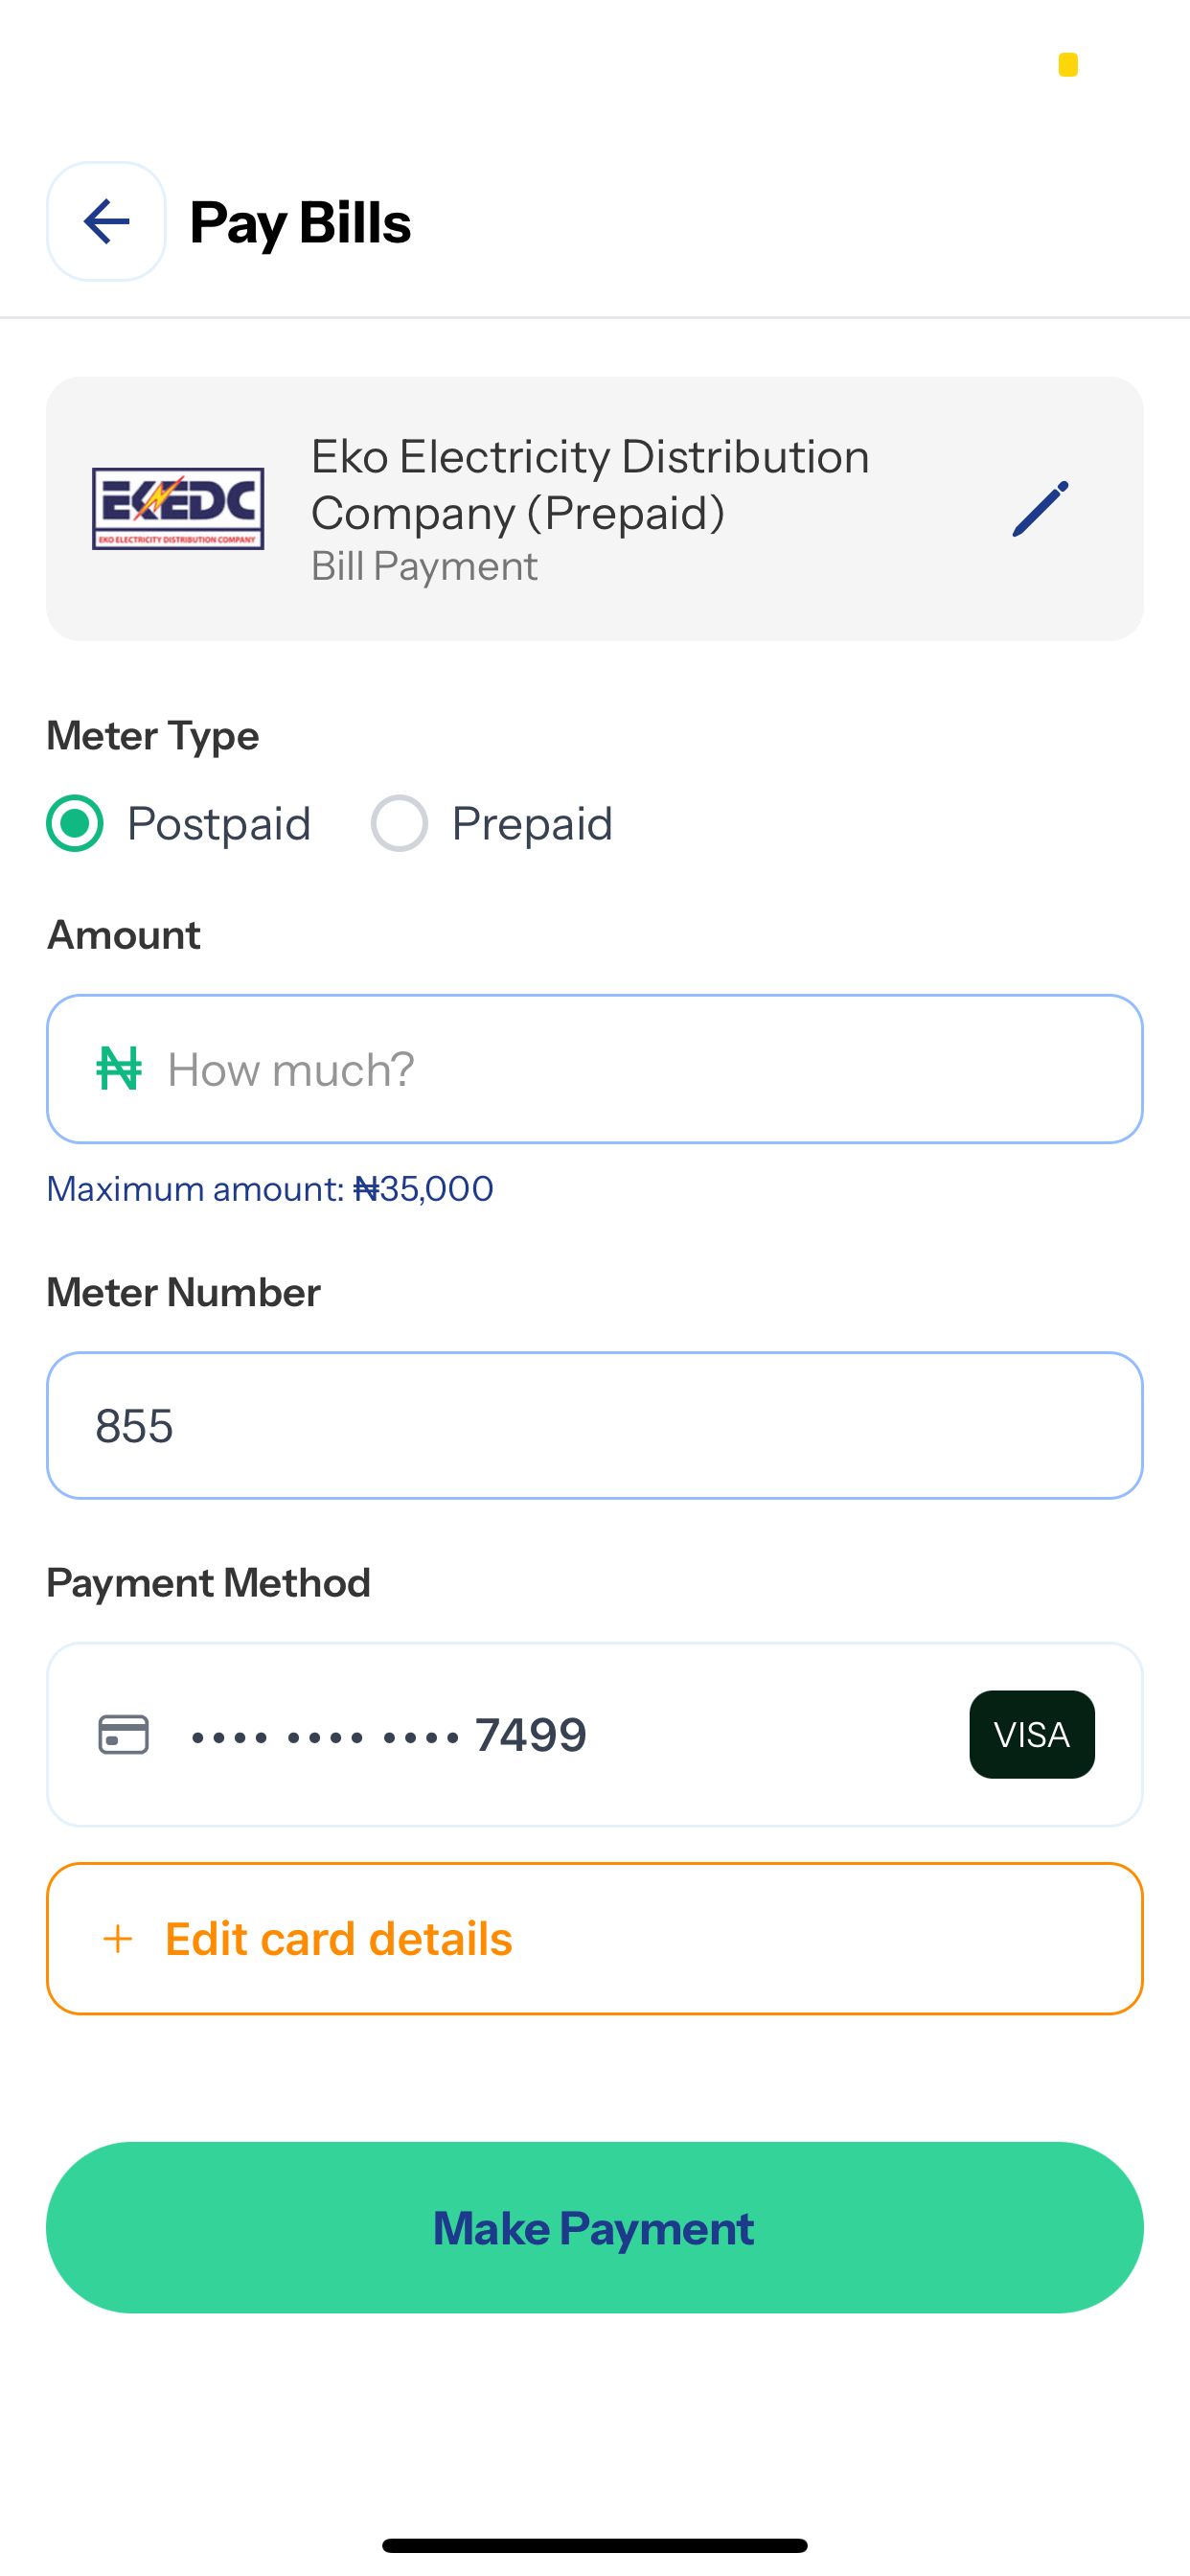 Pay Bills
EKEDC
EKO ELECTRICITY DISTRIBUTION COMPANY
Eko Electricity Distribution
Company (Prepaid)
Bill Payment
Meter Type
Postpaid Prepaid
Amount
₦ How much?
Maximum amount: ₦35,000
Meter Number
855
Payment Method
•••• •••• •••• 7499 VISA
+ Edit card details
Make Payment